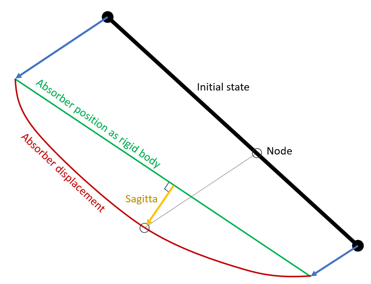 Initial state
Absorber position as rigid body
Node
Absorber displacement
Sagitta